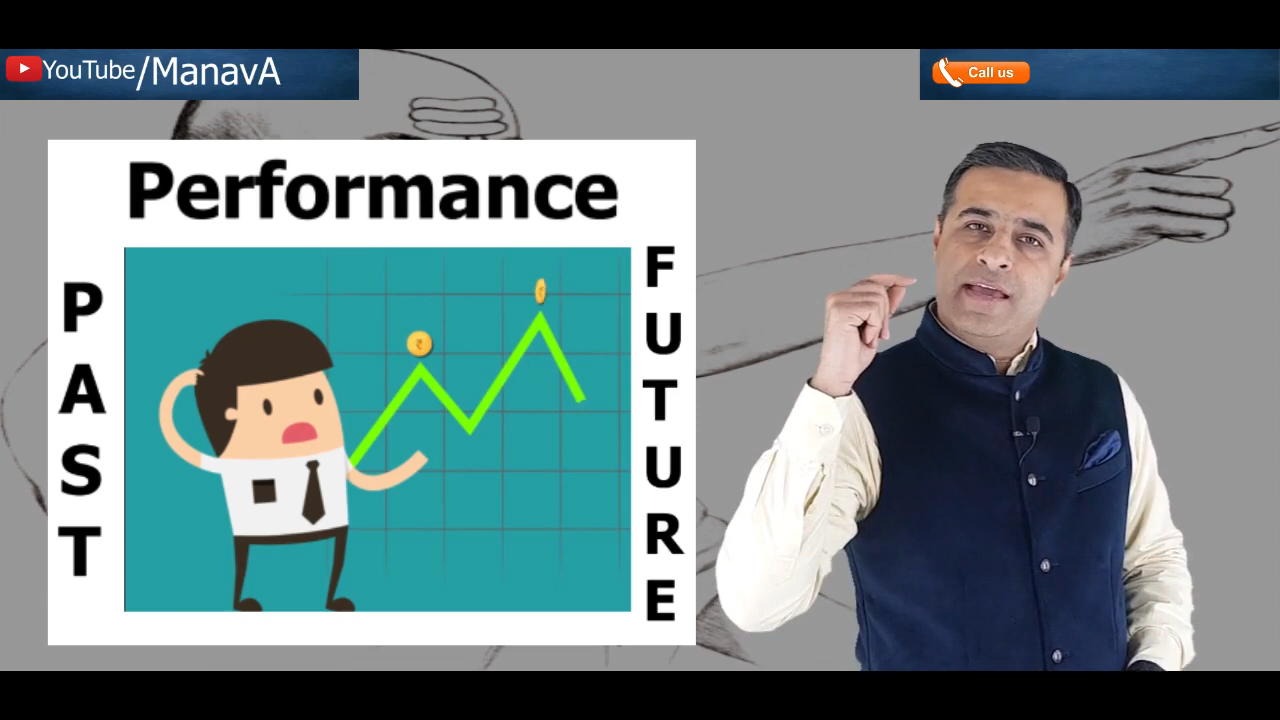 YouTube/ManavA
Call us
Performance
PAST
FUTURE
₹